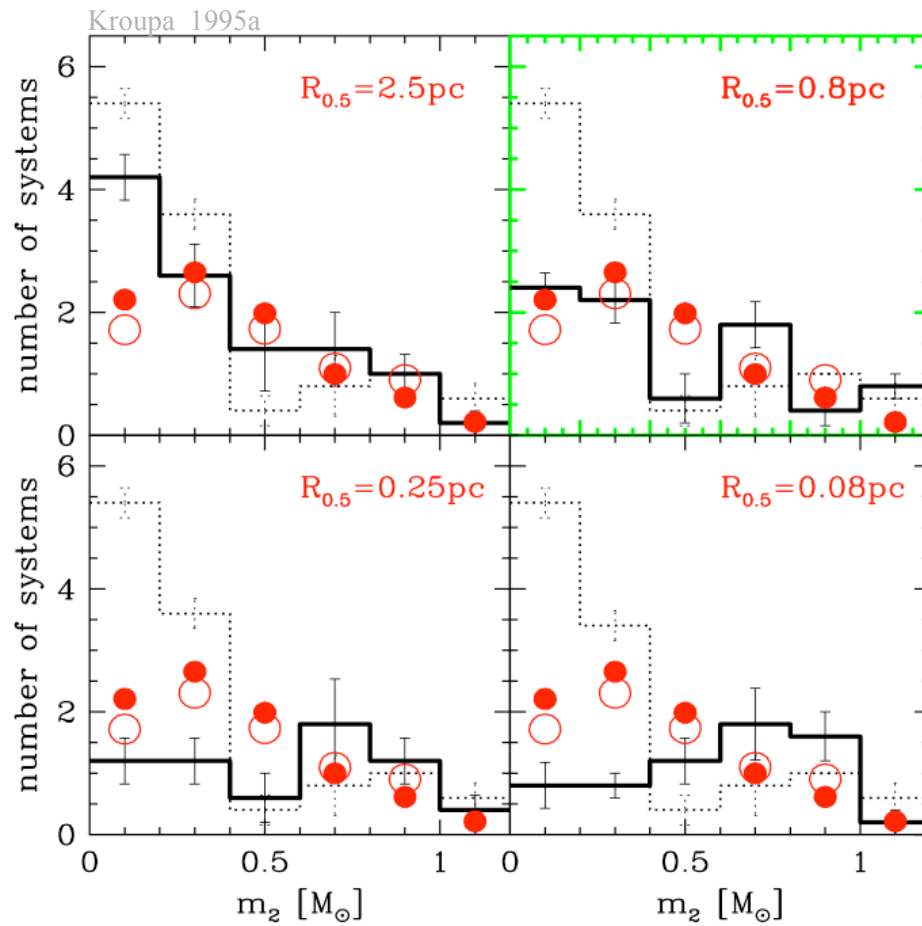 Kroupa 1995a
R₀.₅=2.5pc
R₀.₅=0.8pc
number of systems
6
4
2
0
R₀.₅=0.25pc
R₀.₅=0.08pc
number of systems
6
4
2
0
0 0.5 1 0 0.5 1
m₂ [M☉] m₂ [M☉]